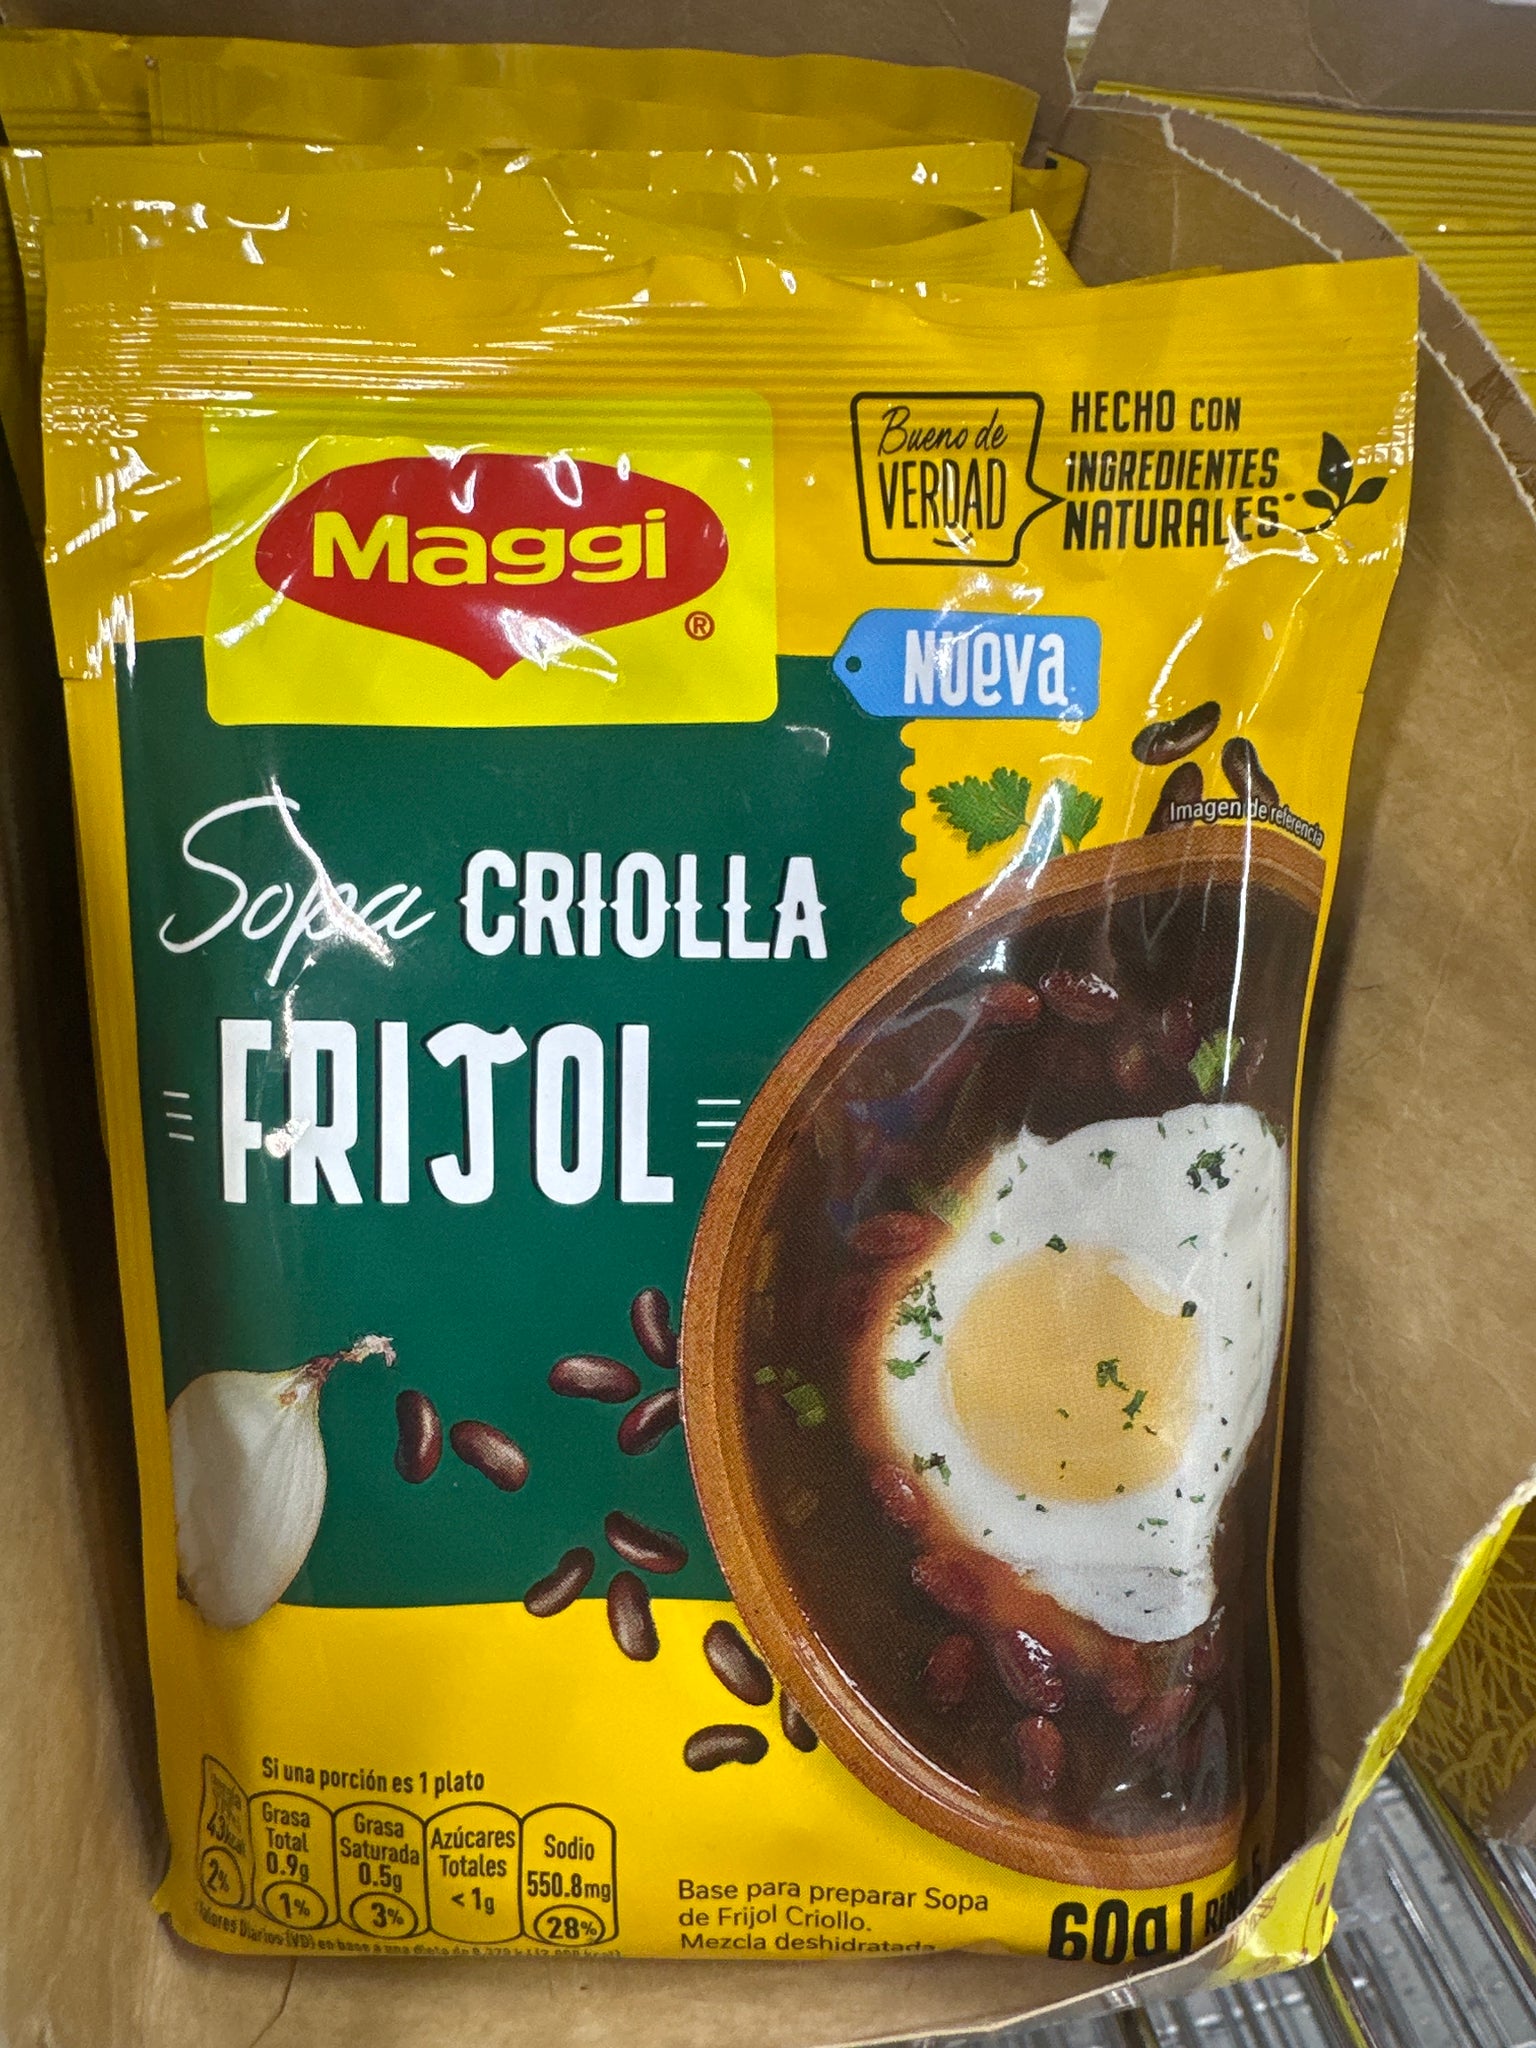 Maggi
®
Bueno de
VERDAD
HECHO CON
INGREDIENTES
NATURALES*
NUeva
Imagen de referencia
Sopa CRIOLLA
FRIJOL
Si una porción es 1 plato
43kcal
2%
Grasa
Total
0.9g
1%
Grasa
Saturada
0.5g
3%
Azúcares
Totales
<1g
Sodio
550.8mg
28%
Base para preparar Sopa
de Frijol Criollo.
Mezcla deshidratada
60g |